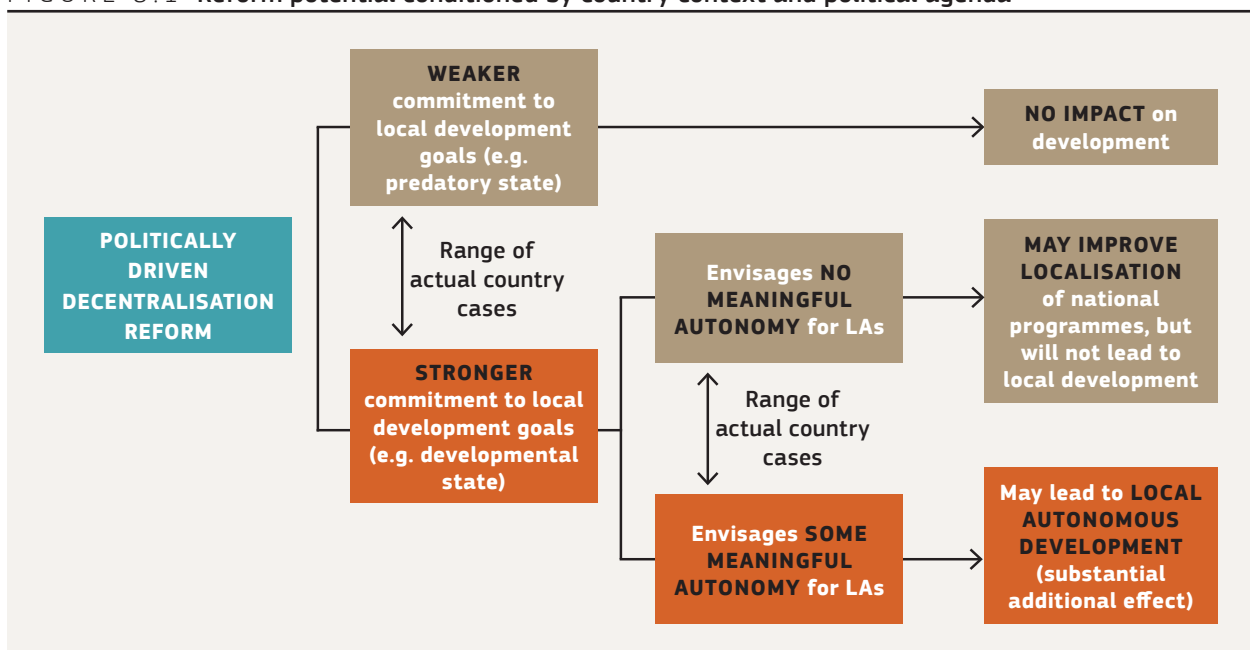 POLITICALLY
DRIVEN
DECENTRALISATION
REFORM
WEAKER
commitment to
local development
goals (e.g.
predatory state)
Range of
actual country
cases
STRONGER
commitment to local
development goals
(e.g. developmental
state)
Envisages NO
MEANINGFUL
AUTONOMY for LAs
Range of
actual country
cases
Envisages SOME
MEANINGFUL
AUTONOMY for LAs
NO IMPACT on
development
MAY IMPROVE
LOCALISATION
of national
programmes, but
will not lead to
local development
May lead to LOCAL
AUTONOMOUS
DEVELOPMENT
(substantial
additional effect)